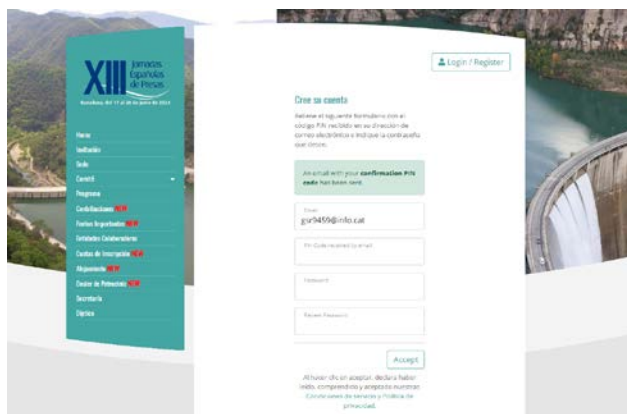 XIII Jornadas
Españolas
de Presas
Barcelona, del 17 al 20 de junio de 2024
Login / Register
Home
Invitación
Sede
Comité
Programa
Contribuciones NEW
Fechas Importantes NEW
Entidades Colaboradoras
Cuotas de Inscripción NEW
Alojamiento NEW
Dossier de Patrocinio NEW
Secretaría
Díptico
Cree su cuenta
Rellene el siguiente formulario con el
código PIN recibido en su dirección de
correo electrónico e indique la contraseña
que desee.
An email with your confirmation PIN
code has been sent.
Email
gsr9459@info.cat
PIN Code received by email
Password
Repeat Password
Accept
Al hacer clic en aceptar, declara haber
leído, comprendido y aceptado nuestras
Condiciones de servicio y Política de
privacidad.